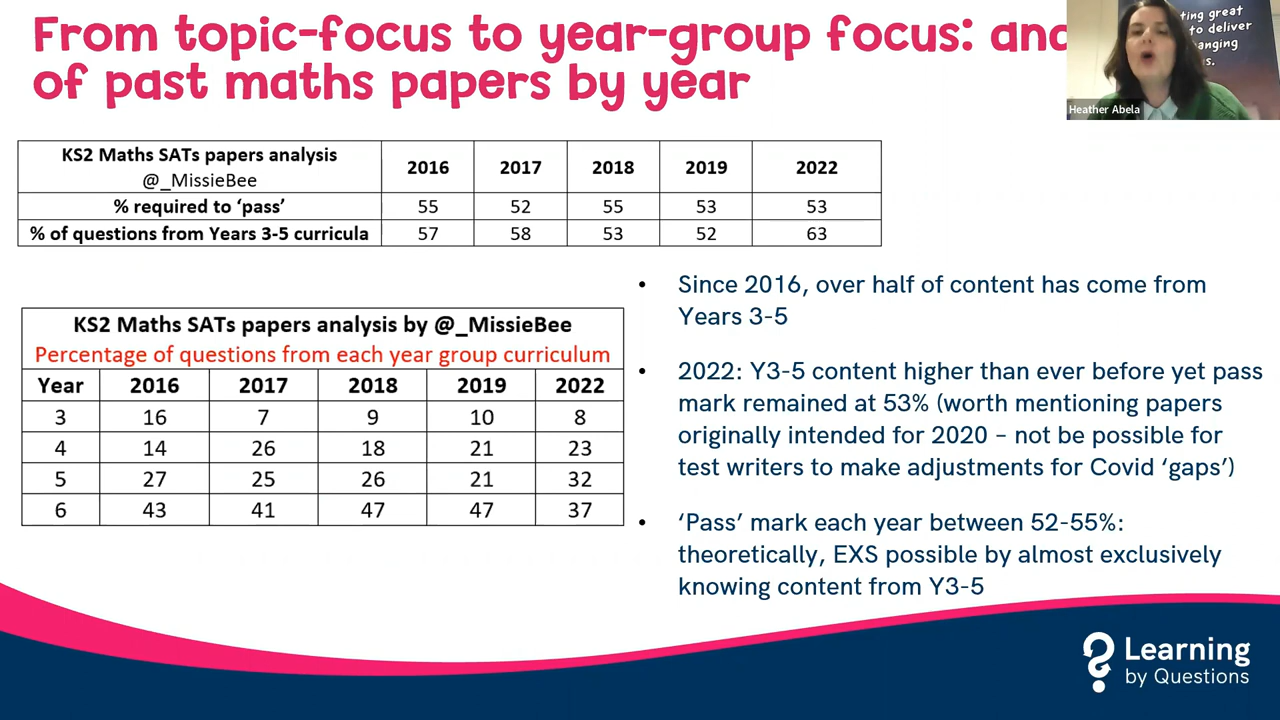 From topic-focus to year-group focus: ana
of past maths papers by year
ting great
to deliver
anging
s.
Heather Abela
KS2 Maths SATs papers analysis
@_MissieBee
2016 2017 2018 2019 2022
% required to ‘pass’ 55 52 55 53 53
% of questions from Years 3-5 curricula 57 58 53 52 63
KS2 Maths SATs papers analysis by @_MissieBee
Percentage of questions from each year group curriculum
Year 2016 2017 2018 2019 2022
3 16 7 9 10 8
4 14 26 18 21 23
5 27 25 26 21 32
6 43 41 47 47 37
• Since 2016, over half of content has come from
Years 3-5
• 2022: Y3-5 content higher than ever before yet pass
mark remained at 53% (worth mentioning papers
originally intended for 2020 – not be possible for
test writers to make adjustments for Covid ‘gaps’)
• ‘Pass’ mark each year between 52-55%:
theoretically, EXS possible by almost exclusively
knowing content from Y3-5
Learning
by Questions